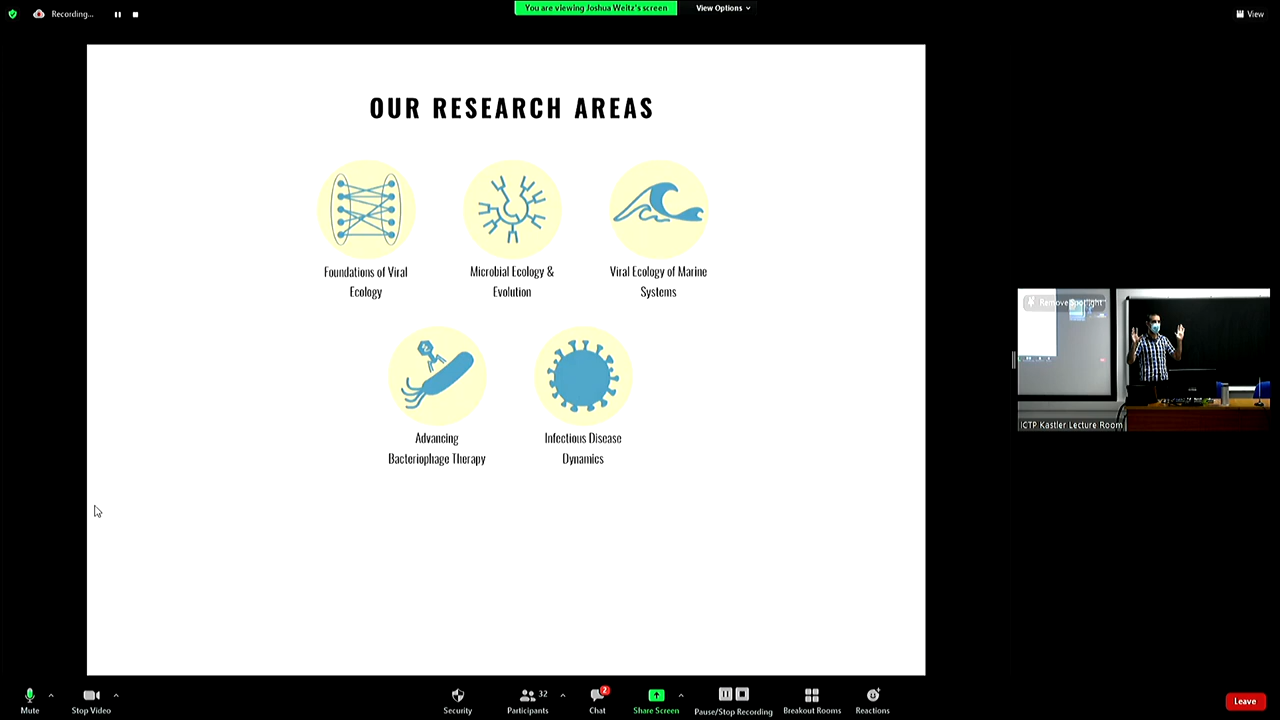 Recording...
You are viewing Joshua Weitz's screen
View Options
View
OUR RESEARCH AREAS
Foundations of Viral
Ecology
Microbial Ecology &
Evolution
Viral Ecology of Marine
Systems
Advancing
Bacteriophage Therapy
Infectious Disease
Dynamics
Remove Spotlight
ICTP Kastler Lecture Room
Mute
Stop Video
Security
32
Participants
2
Chat
Share Screen
Pause/Stop Recording
Breakout Rooms
Reactions
Leave